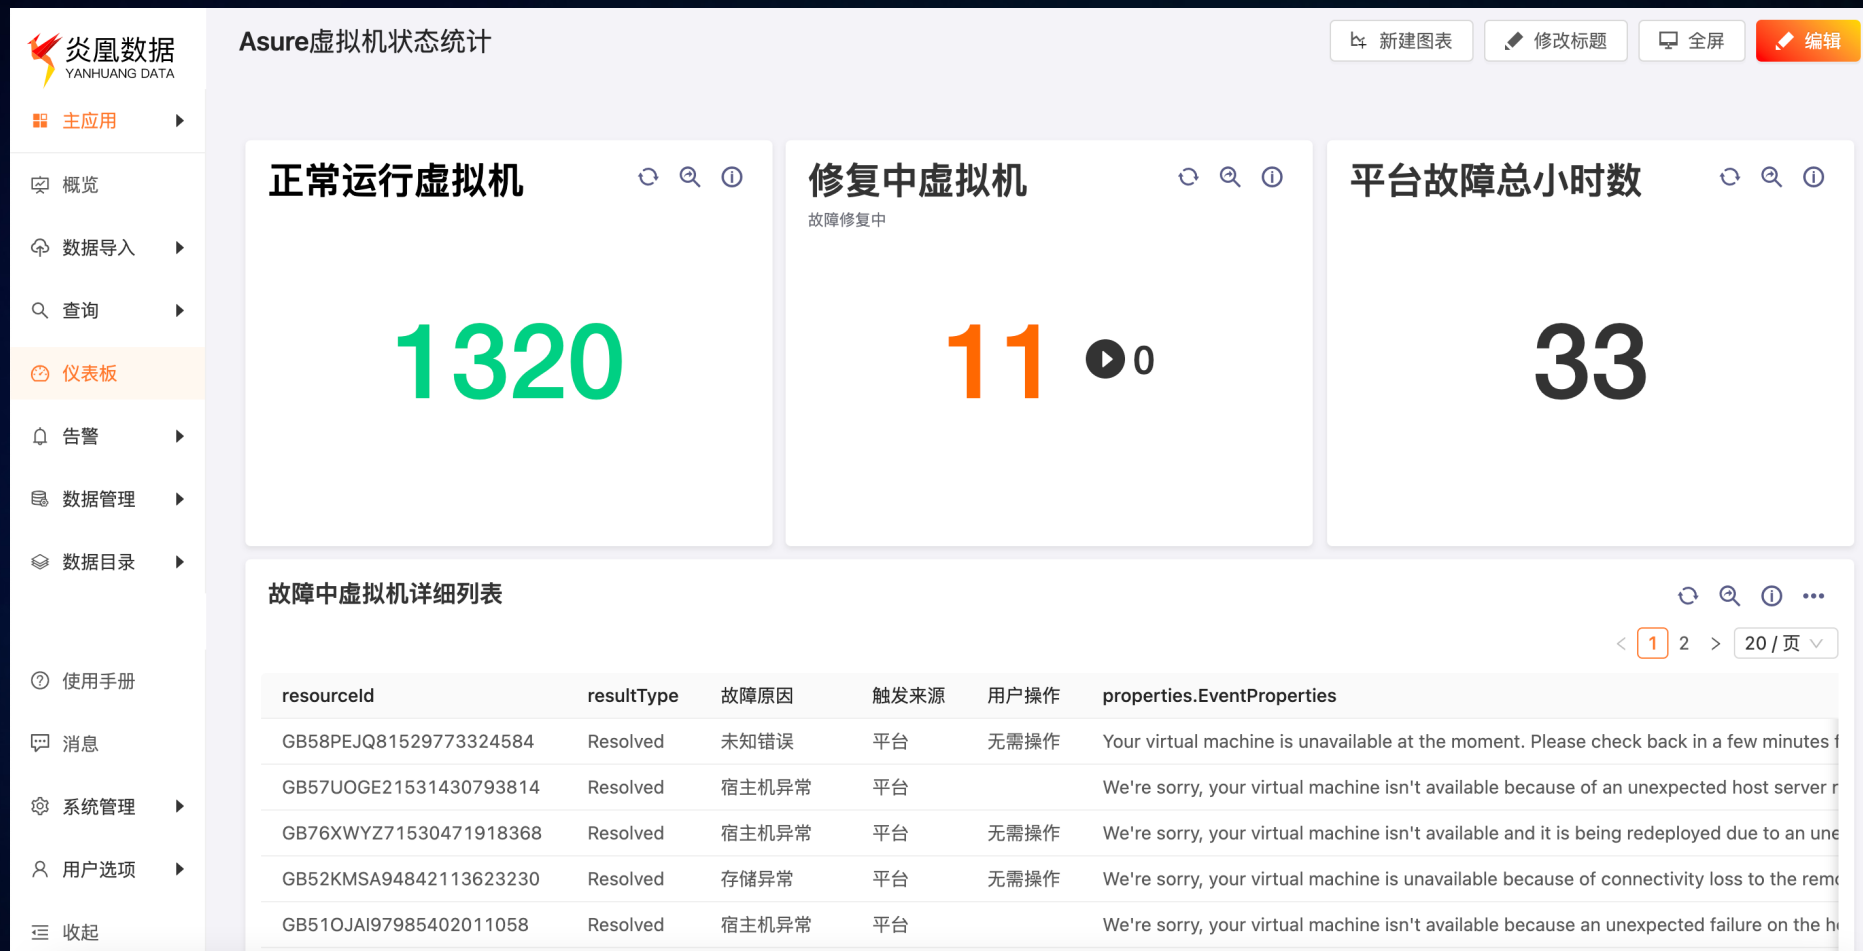 炎凰数据
YANHUANG DATA
主应用
概览
数据导入
查询
仪表板
告警
数据管理
数据目录
使用手册
消息
系统管理
用户选项
收起
Asure虚拟机状态统计
新建图表
修改标题
全屏
编辑
正常运行虚拟机
1320
修复中虚拟机
故障修复中
11 0
平台故障总小时数
33
故障中虚拟机详细列表
1 2 20 / 页
resourceId resultType 故障原因 触发来源 用户操作 properties.EventProperties
GB58PEJQ81529773324584 Resolved 未知错误 平台 无需操作 Your virtual machine is unavailable at the moment. Please check back in a few minutes
GB57UOGE21531430793814 Resolved 宿主机异常 平台 We're sorry, your virtual machine isn't available because of an unexpected host server
GB76XWYZ71530471918368 Resolved 宿主机异常 平台 无需操作 We're sorry, your virtual machine isn't available and it is being redeployed due to an une
GB52KMSA94842113623230 Resolved 存储异常 平台 无需操作 We're sorry, your virtual machine is unavailable because of connectivity loss to the remo
GB51OJAI97985402011058 Resolved 宿主机异常 平台 We're sorry, your virtual machine isn't available because an unexpected failure on the h